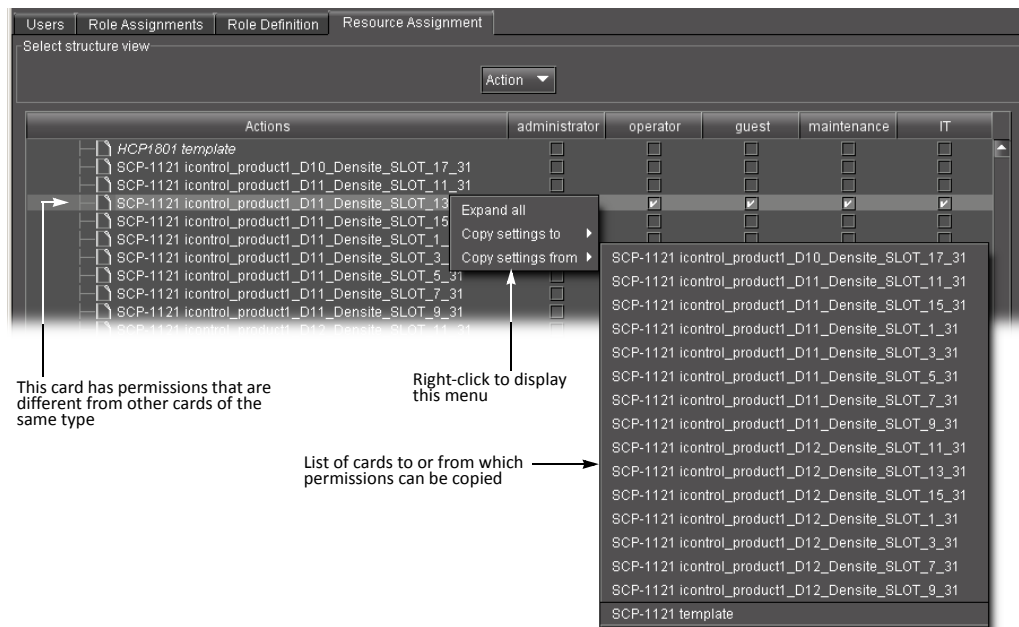 Users Role Assignments Role Definition Resource Assignment
Select structure view
Action
Actions administrator operator guest maintenance IT
HCP1801 template
SCP-1121 icontrol_product1_D10_Densite_SLOT_17_31
SCP-1121 icontrol_product1_D11_Densite_SLOT_11_31
SCP-1121 icontrol_product1_D11_Densite_SLOT_13
SCP-1121 icontrol_product1_D11_Densite_SLOT_15
SCP-1121 icontrol_product1_D11_Densite_SLOT_1_
SCP-1121 icontrol_product1_D11_Densite_SLOT_3_
SCP-1121 icontrol_product1_D11_Densite_SLOT_5_31
SCP-1121 icontrol_product1_D11_Densite_SLOT_7_31
SCP-1121 icontrol_product1_D11_Densite_SLOT_9_31
SCP-1121 icontrol_product1_D12_Densite_SLOT_11_31
Expand all
Copy settings to
Copy settings from
SCP-1121 icontrol_product1_D10_Densite_SLOT_17_31
SCP-1121 icontrol_product1_D11_Densite_SLOT_11_31
SCP-1121 icontrol_product1_D11_Densite_SLOT_15_31
SCP-1121 icontrol_product1_D11_Densite_SLOT_1_31
SCP-1121 icontrol_product1_D11_Densite_SLOT_3_31
SCP-1121 icontrol_product1_D11_Densite_SLOT_5_31
SCP-1121 icontrol_product1_D11_Densite_SLOT_7_31
SCP-1121 icontrol_product1_D11_Densite_SLOT_9_31
SCP-1121 icontrol_product1_D12_Densite_SLOT_11_31
SCP-1121 icontrol_product1_D12_Densite_SLOT_13_31
SCP-1121 icontrol_product1_D12_Densite_SLOT_15_31
SCP-1121 icontrol_product1_D12_Densite_SLOT_1_31
SCP-1121 icontrol_product1_D12_Densite_SLOT_3_31
SCP-1121 icontrol_product1_D12_Densite_SLOT_7_31
SCP-1121 icontrol_product1_D12_Densite_SLOT_9_31
SCP-1121 template
This card has permissions that are
different from other cards of the
same type
Right-click to display
this menu
List of cards to or from which
permissions can be copied